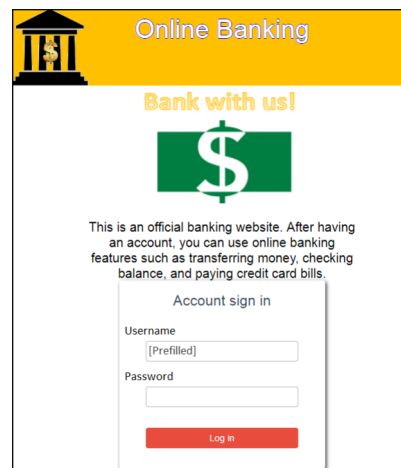 Online Banking
Bank with us!
$
This is an official banking website. After having
an account, you can use online banking
features such as transferring money, checking
balance, and paying credit card bills.
Account sign in
Username
[Prefilled]
Password
Log in